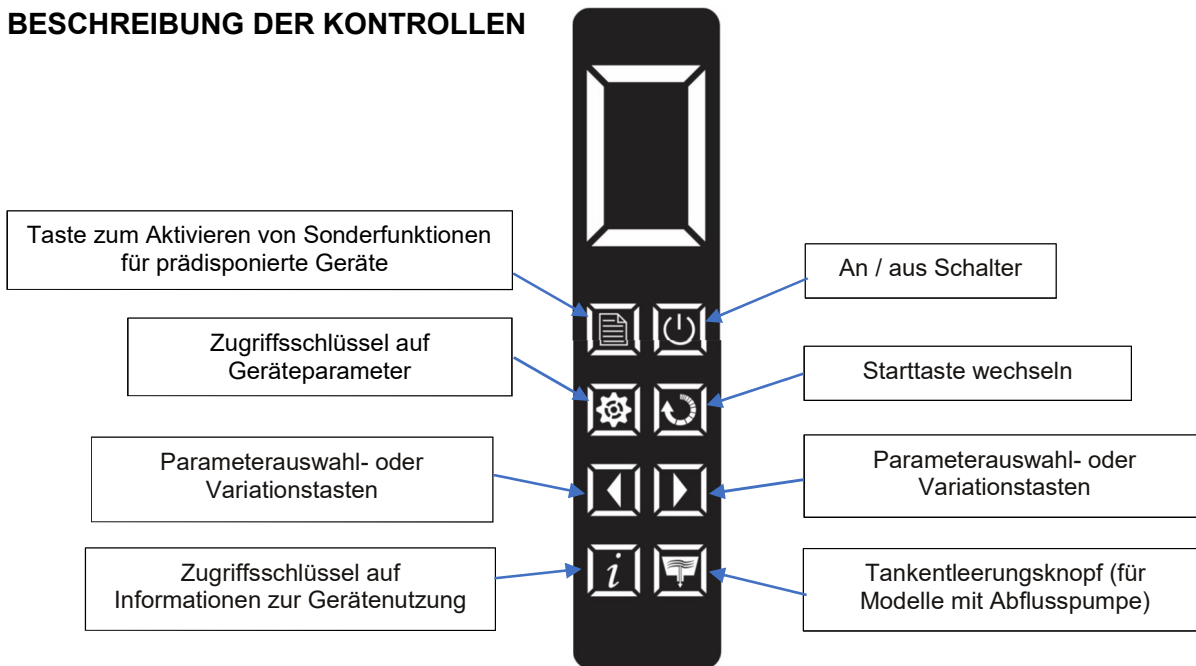 BESCHREIBUNG DER KONTROLLEN
Taste zum Aktivieren von Sonderfunktionen
für prädisponierte Geräte
An / aus Schalter
Zugriffsschlüssel auf
Geräteparameter
Starttaste wechseln
Parameterauswahl- oder
Variationstasten
Parameterauswahl- oder
Variationstasten
Zugriffsschlüssel auf
Informationen zur Gerätenutzung
i
Tankentleerungsknopf (für
Modelle mit Abflusspumpe)